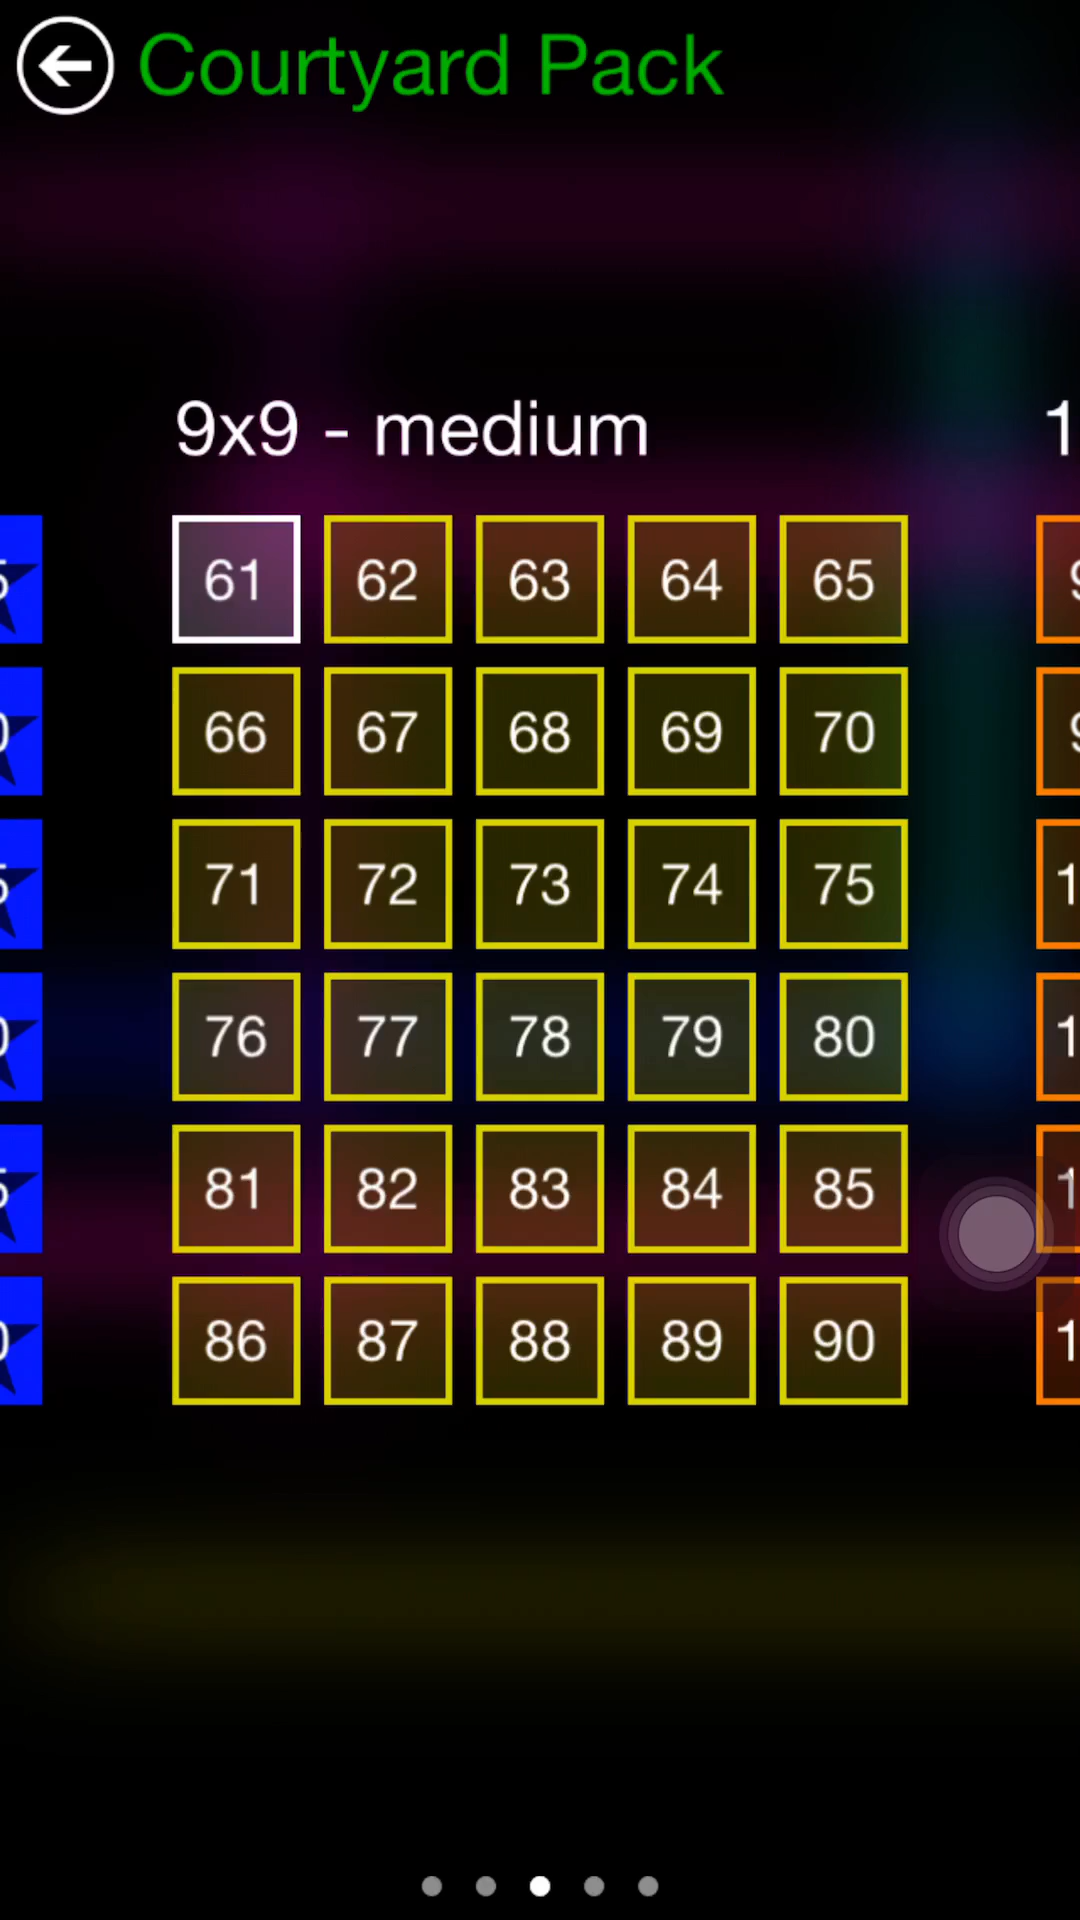 Courtyard Pack
9x9 - medium
61 62 63 64 65
66 67 68 69 70
71 72 73 74 75
76 77 78 79 80
81 82 83 84 85
86 87 88 89 90